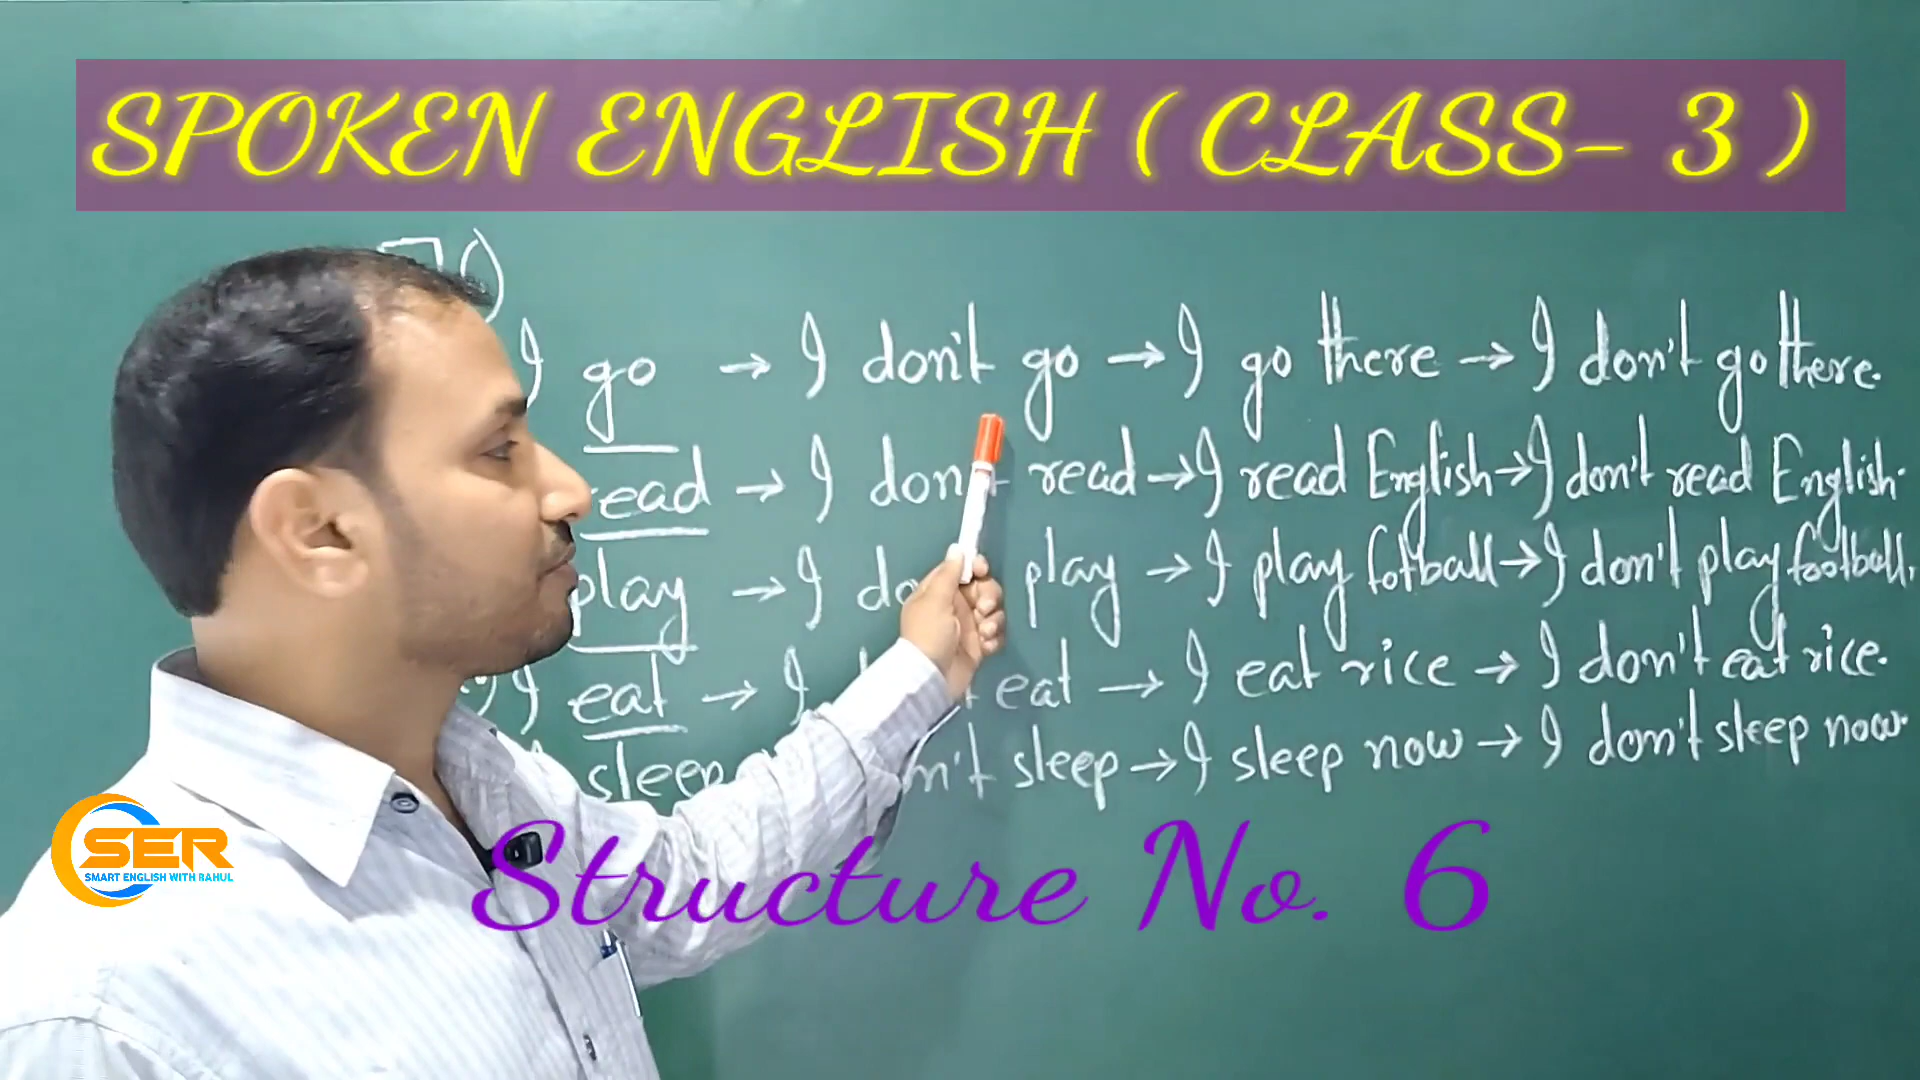 SPOKEN ENGLISH ( CLASS- 3 )
I go → I don't go → I go there → I don't go there.
read → I don't read → I read English → I don't read English.
play → I do play → I play fotball → I don't play football.
I eat → I eat → I eat rice → I don't eat rice.
sleep n't sleep → I sleep now → I don't sleep now.
SER
SMART ENGLISH WITH RAHUL
Structure No. 6